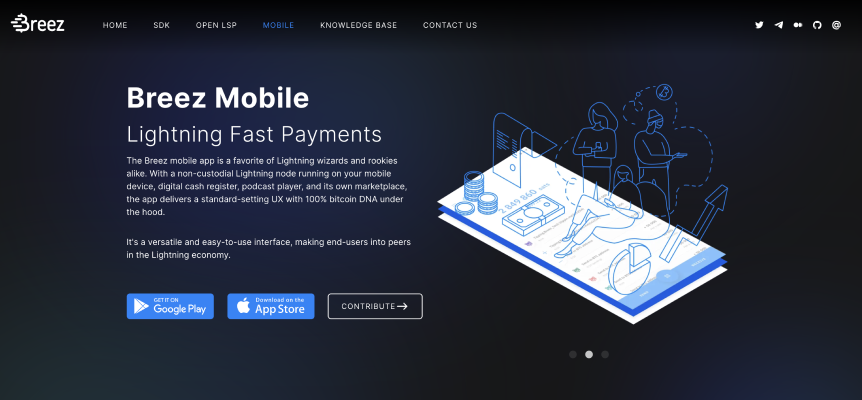 Breez
HOME
SDK
OPEN LSP
MOBILE
KNOWLEDGE BASE
CONTACT US
Breez Mobile
Lightning Fast Payments
The Breez mobile app is a favorite of Lightning wizards and rookies
alike. With a non-custodial Lightning node running on your mobile
device, digital cash register, podcast player, and its own marketplace,
the app delivers a standard-setting UX with 100% bitcoin DNA under
the hood.
It's a versatile and easy-to-use interface, making end-users into peers
in the Lightning economy.
GET IT ON
Google Play
Download on the
App Store
CONTRIBUTE
2 849 860 sats